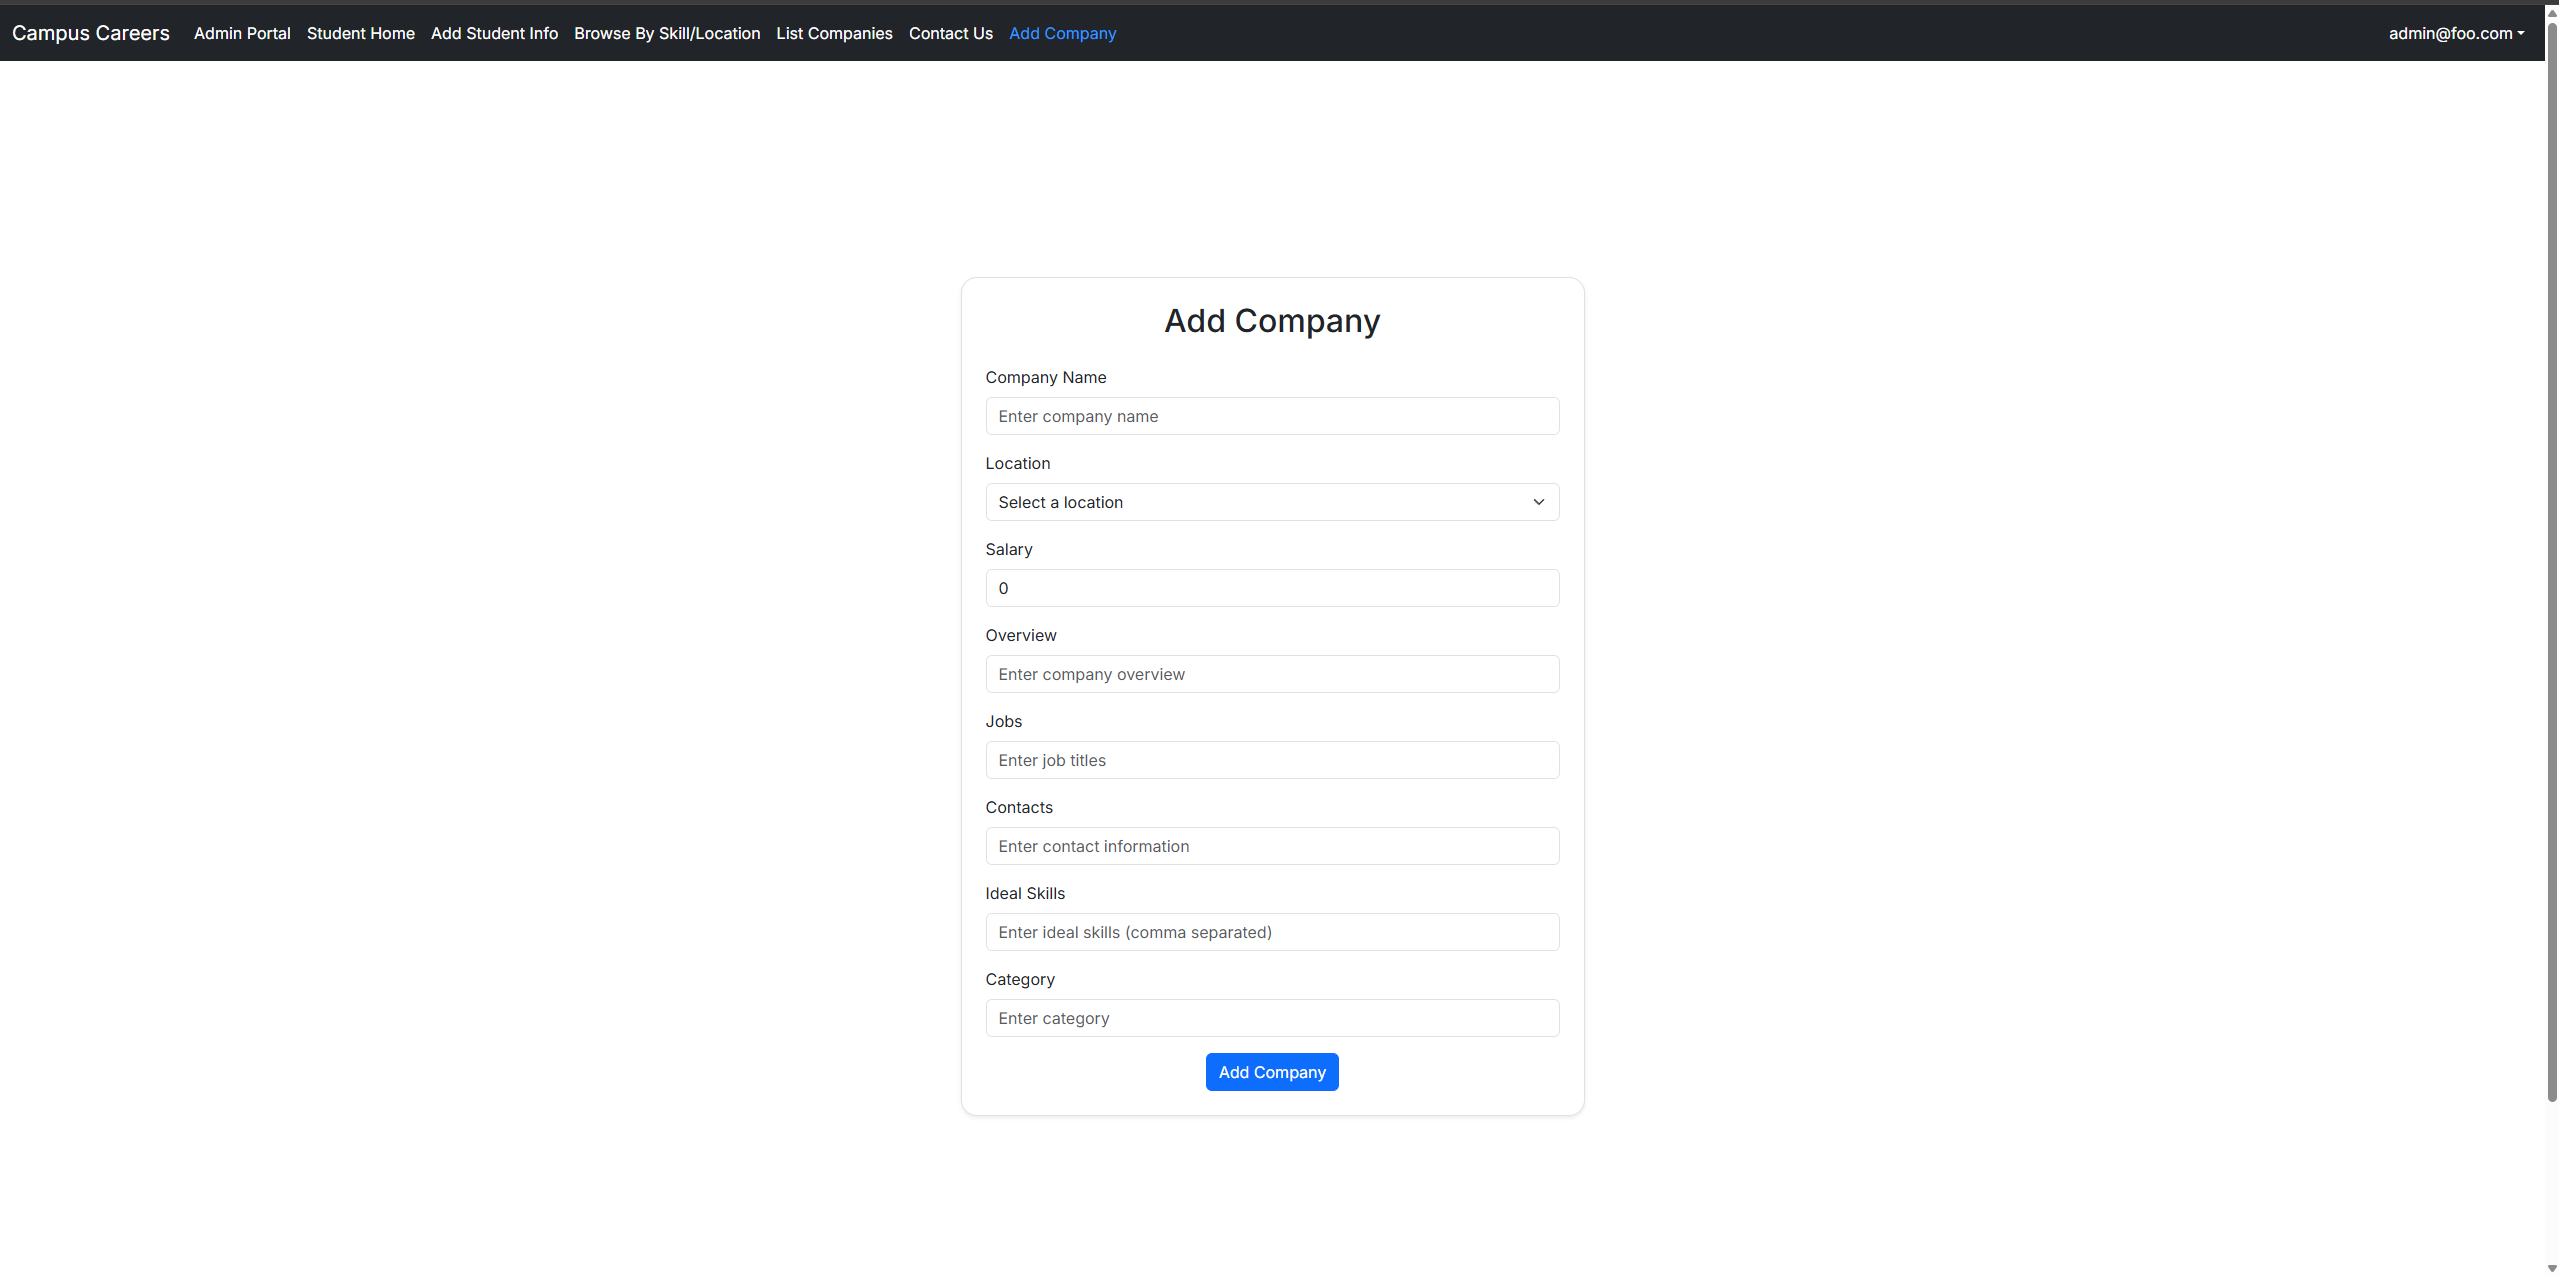 Campus Careers Admin Portal Student Home Add Student Info Browse By Skill/Location List Companies Contact Us Add Company admin@foo.com
Add Company
Company Name
Enter company name
Location
Select a location
Salary
0
Overview
Enter company overview
Jobs
Enter job titles
Contacts
Enter contact information
Ideal Skills
Enter ideal skills (comma separated)
Category
Enter category
Add Company